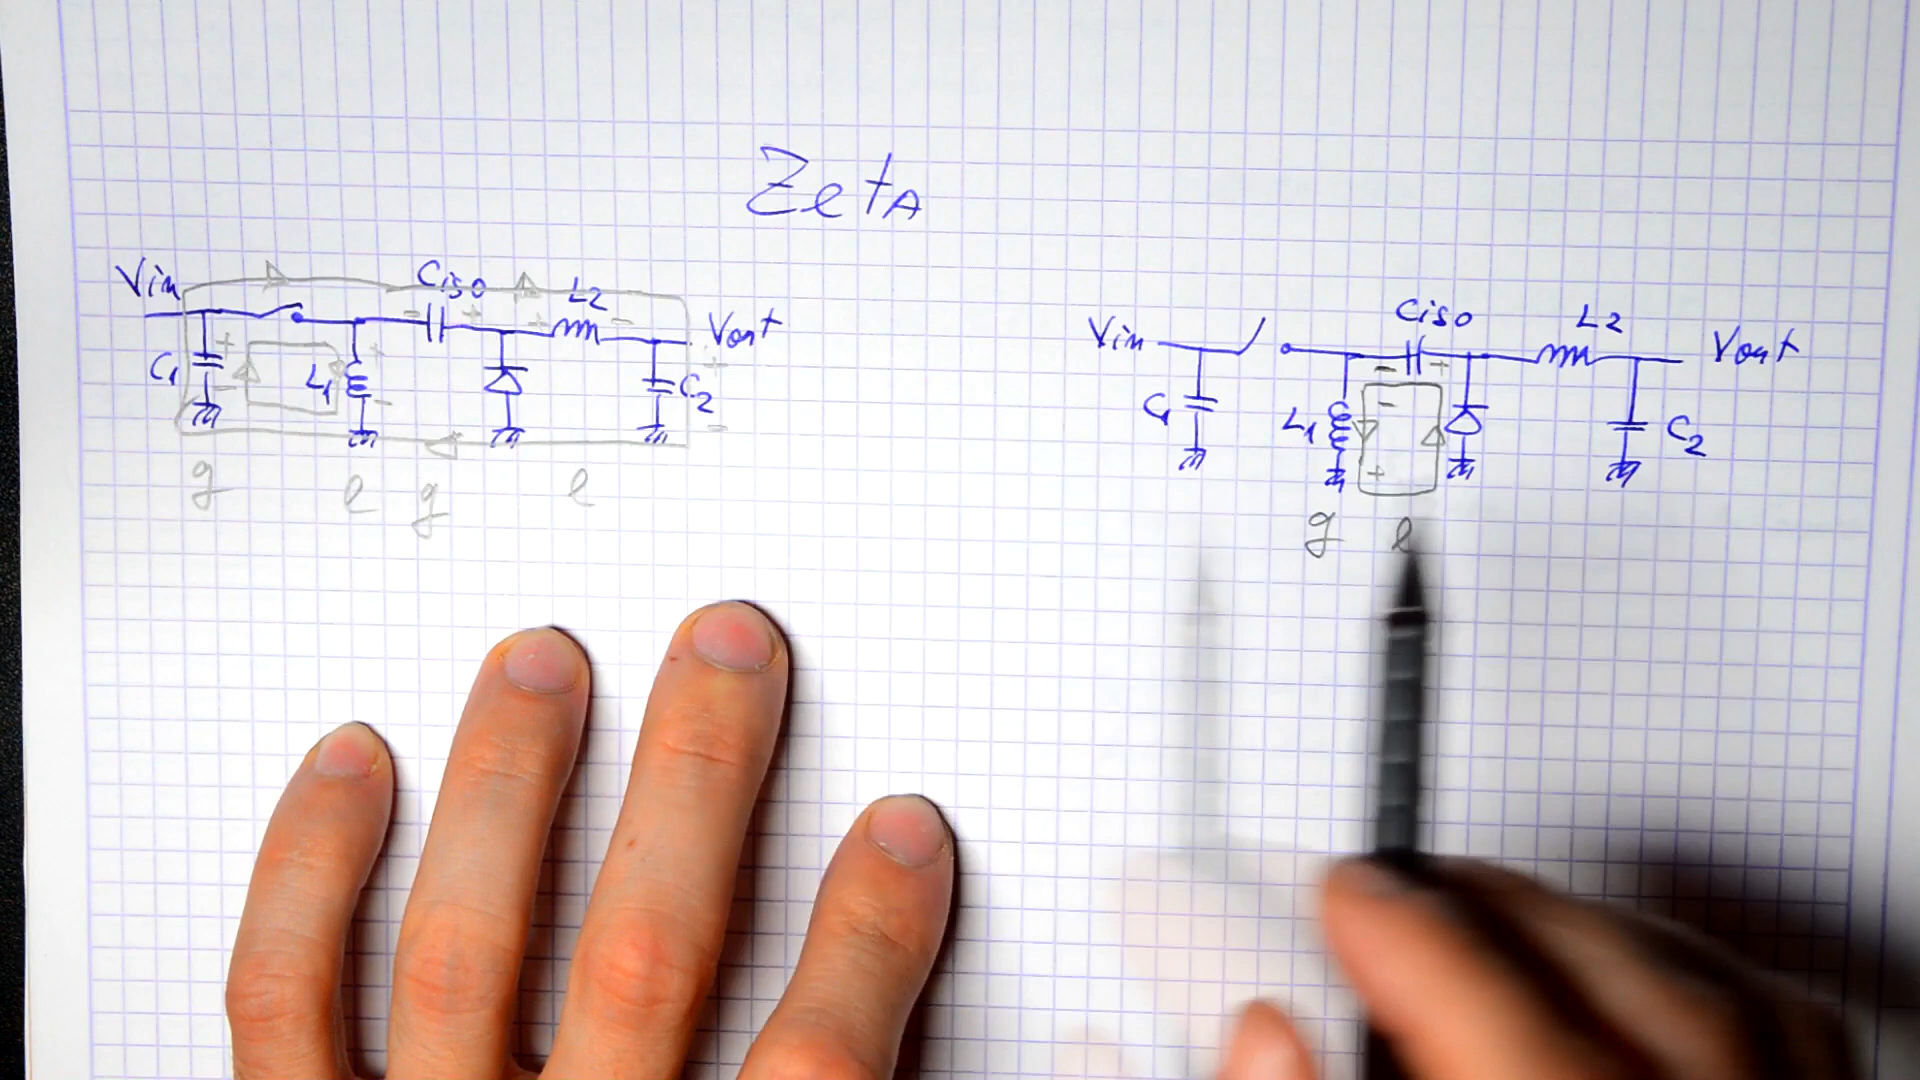 Zeta
Vin Ciso L2 Vout
C1 + - L1 + - - + + - C2 + -
g e g e
Vin Ciso L2 Vout
C1 L1 - + - + C2
g e